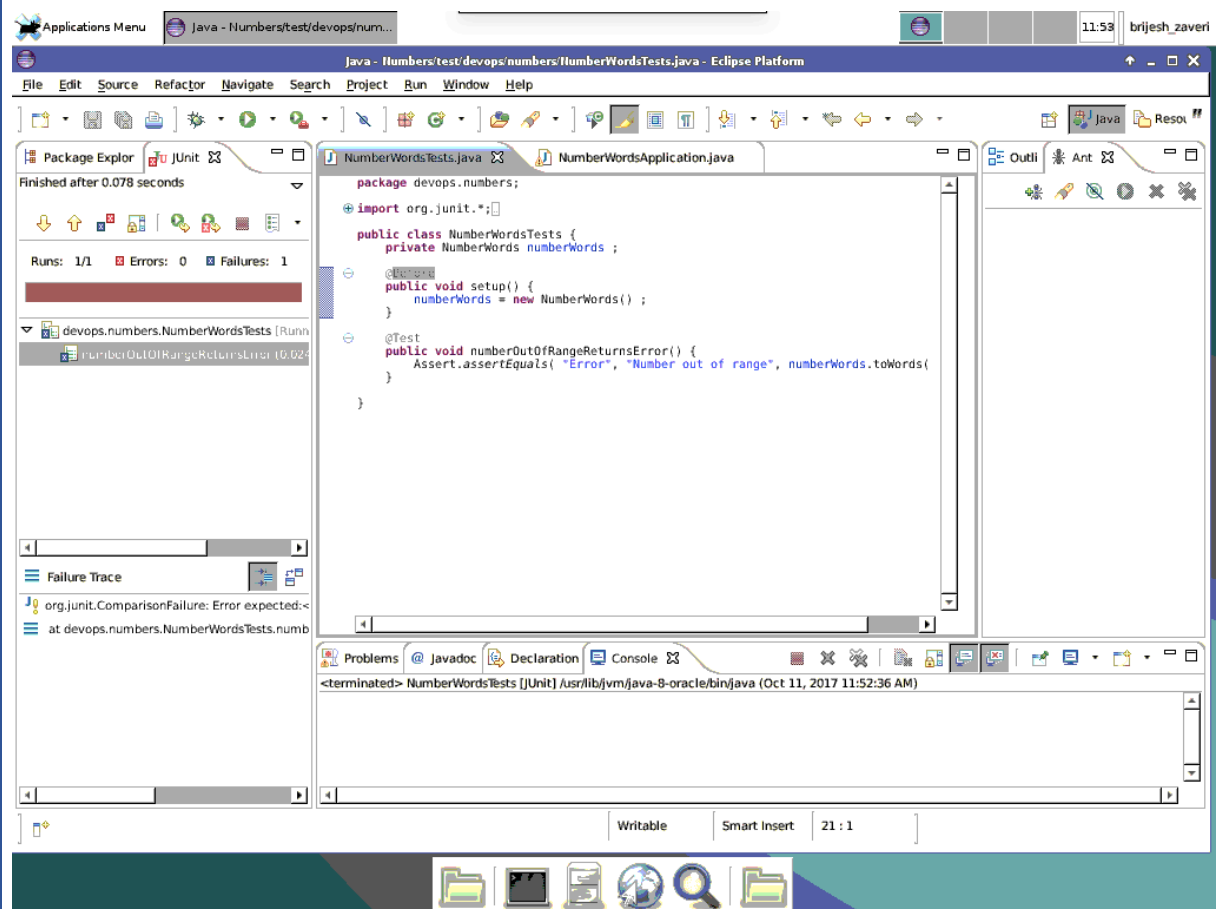 Applications Menu
Java - Numbers/test/devops/num...
11:53
brijesh_zaveri
Java - Numbers/test/devops/numbers/NumberWordsTests.java - Eclipse Platform
File Edit Source Refactor Navigate Search Project Run Window Help
Java
Package Explor
JUnit
NumberWordsTests.java
NumberWordsApplication.java
Outli
Ant
Finished after 0.078 seconds
Runs: 1/1 Errors: 0 Failures: 1
devops.numbers.NumberWordsTests [Runn
numberOutOfRangeReturnsError (0.024
package devops.numbers;
import org.junit.*;
public class NumberWordsTests {
private NumberWords numberWords ;
@Before
public void setup() {
numberWords = new NumberWords() ;
}
@Test
public void numberOutOfRangeReturnsError() {
Assert.assertEquals( "Error", "Number out of range", numberWords.toWords(
}
}
Failure Trace
org.junit.ComparisonFailure: Error expected:<
at devops.numbers.NumberWordsTests.numb
Problems @ Javadoc Declaration Console
<terminated> NumberWordsTests [JUnit] /usr/lib/jvm/java-8-oracle/bin/java (Oct 11, 2017 11:52:36 AM)
Writable Smart Insert 21 : 1